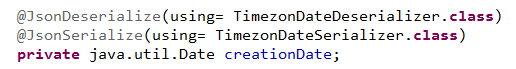 @JsonDeserialize(using= TimezonDateDeserializer.class)
@JsonSerialize(using= TimezonDateSerializer.class)
private java.util.Date creationDate;